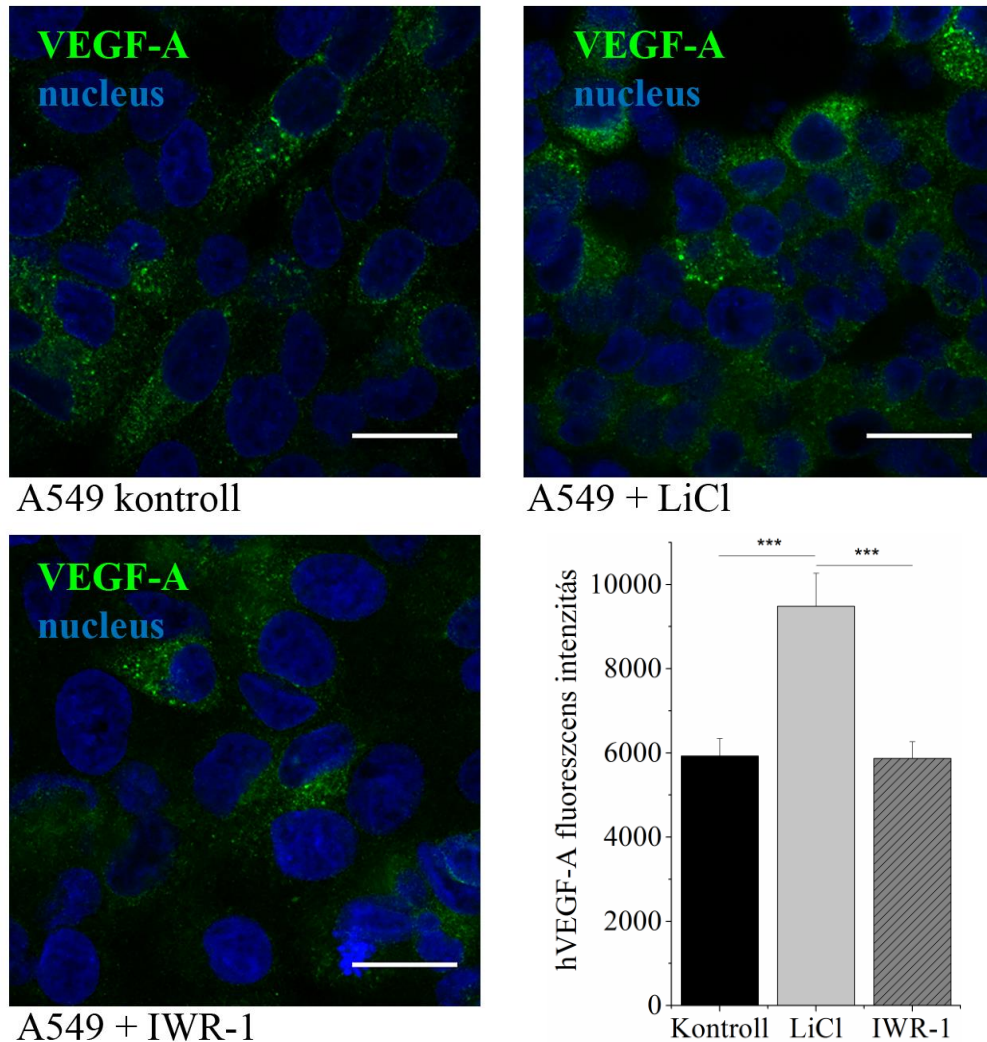 VEGF-A
nucleus
A549 kontroll
VEGF-A
nucleus
A549 + LiCl
VEGF-A
nucleus
A549 + IWR-1
hVEGF-A fluoreszcens intenzitás
10000
8000
6000
4000
2000
0
*** ***
Kontroll LiCl IWR-1